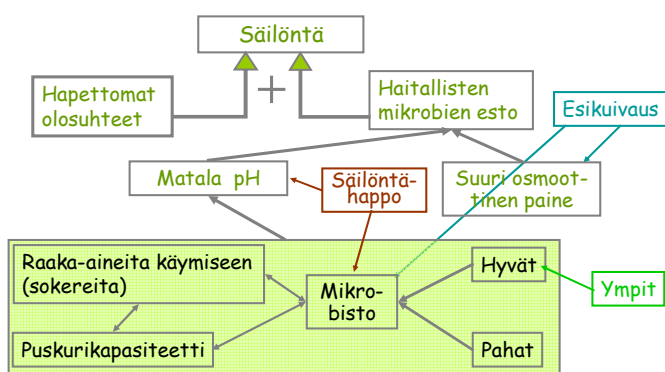 Säilöntä
Hapettomat
olosuhteet
+
Haitallisten
mikrobien esto
Esikuivaus
Matala pH
Säilöntä-
happo
Suuri osmoot-
tinen paine
Raaka-aineita käymiseen
(sokereita)
Mikro-
bisto
Hyvät
Ympit
Puskurikapasiteetti
Pahat